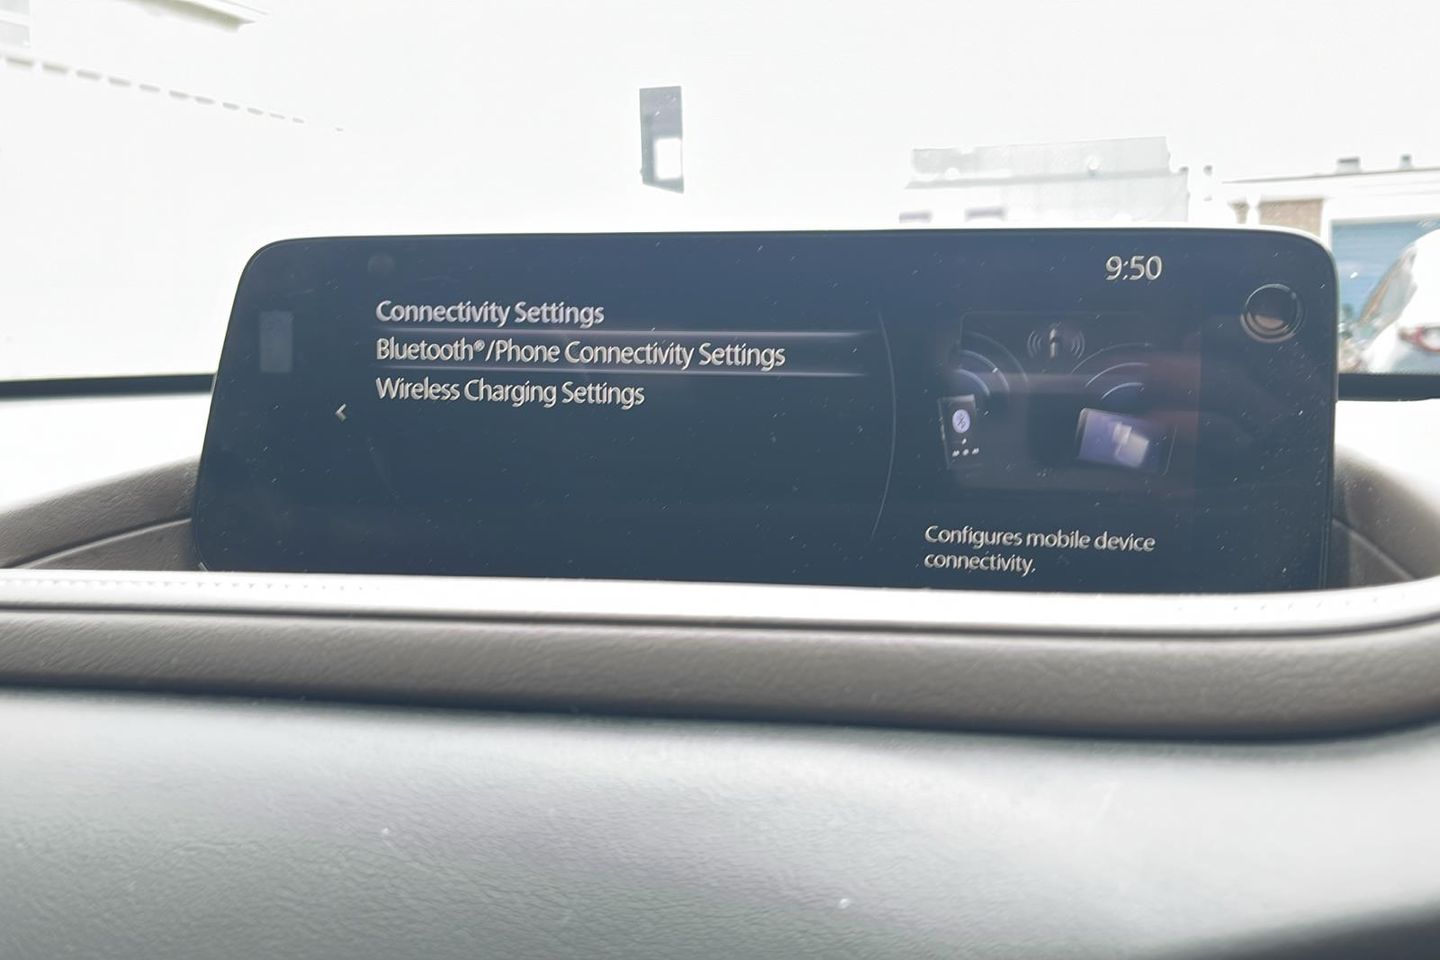 9:50
Connectivity Settings
Bluetooth®/Phone Connectivity Settings
Wireless Charging Settings
Configures mobile device
connectivity.